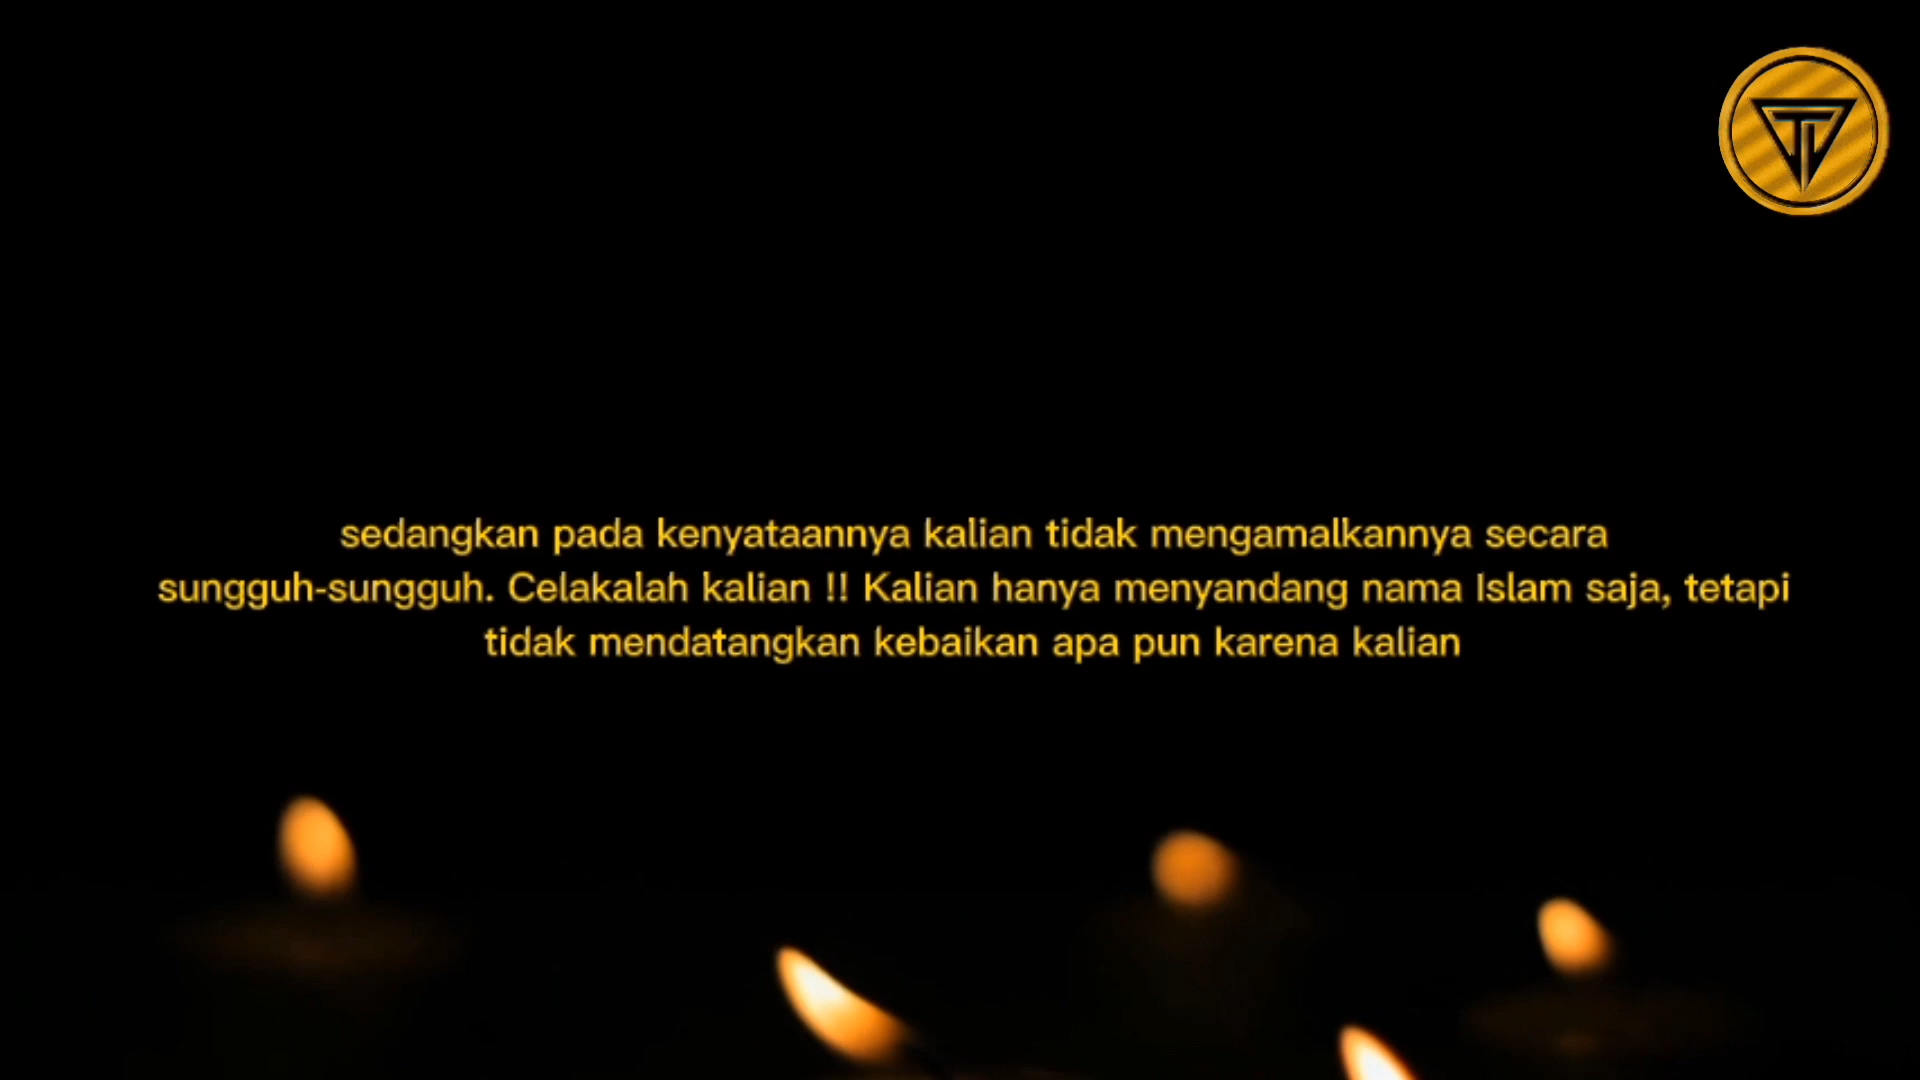 sedangkan pada kenyataannya kalian tidak mengamalkannya secara
sungguh-sungguh. Celakalah kalian !! Kalian hanya menyandang nama Islam saja, tetapi
tidak mendatangkan kebaikan apa pun karena kalian